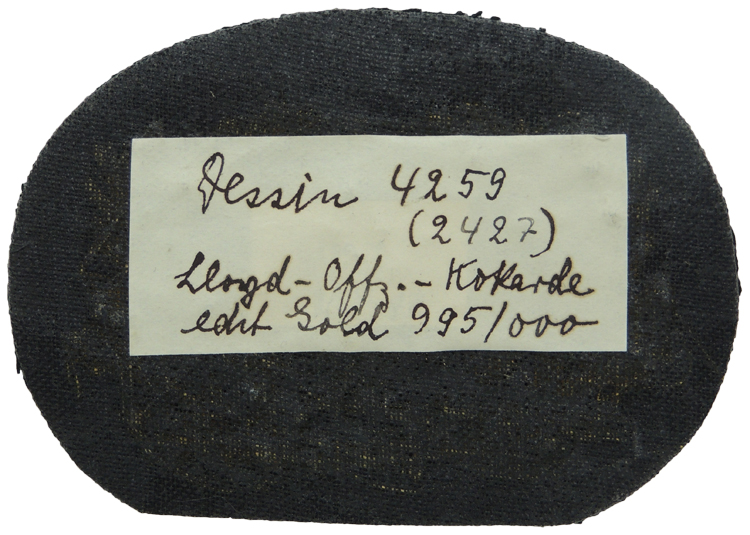 Dessin 4259
(2427)
Lloyd-Offz.-Kokarde
echt Gold 995/000